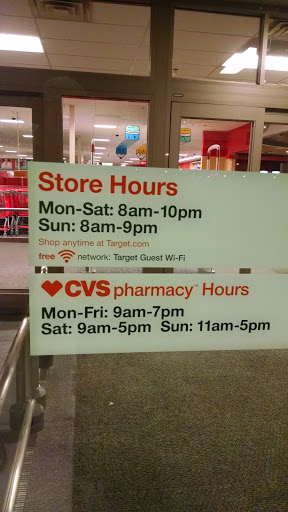 Store Hours
Mon-Sat: 8am-10pm
Sun: 8am-9pm
Shop anytime at Target.com
free network: Target Guest Wi-Fi
CVS pharmacy™ Hours
Mon-Fri: 9am-7pm
Sat: 9am-5pm Sun: 11am-5pm